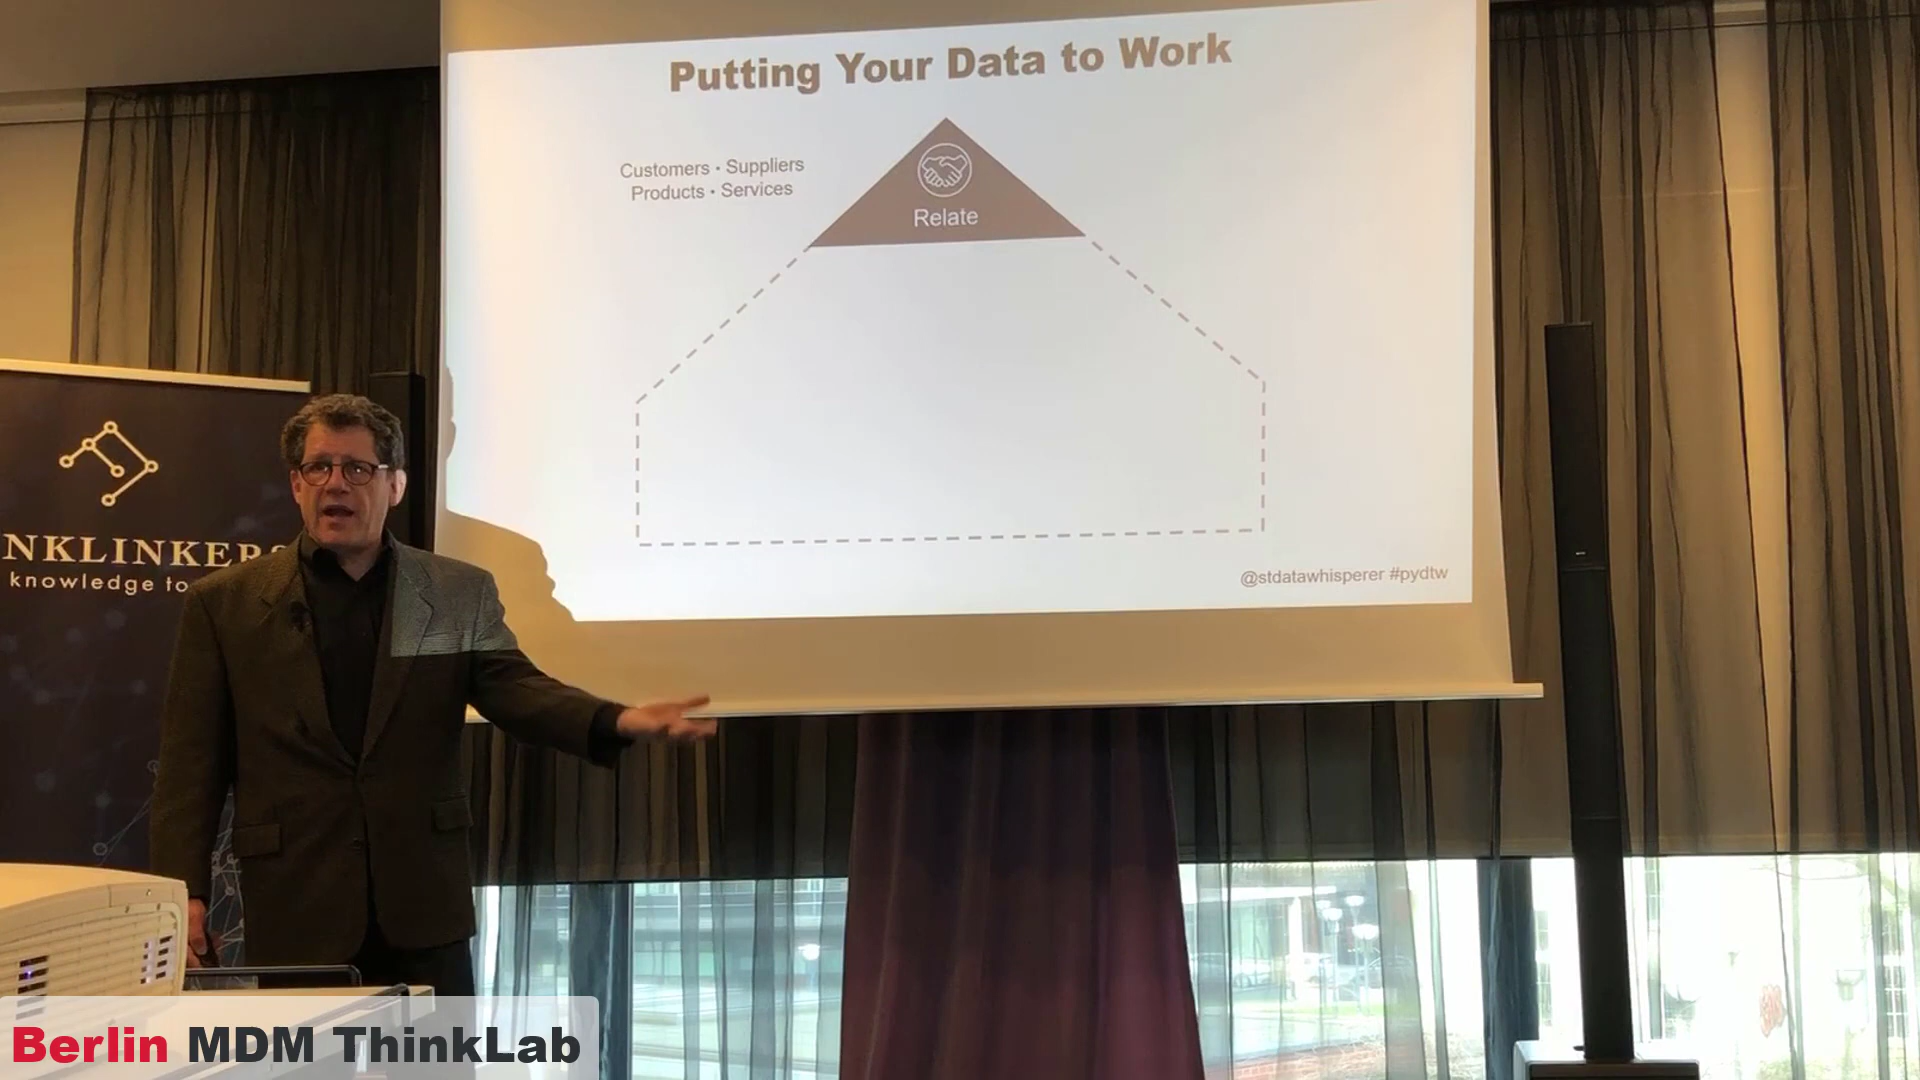 Putting Your Data to Work
Customers • Suppliers
Products • Services
Relate
@stdatawhisperer #pydtw
NKLINKERS
knowledge to
Berlin MDM ThinkLab